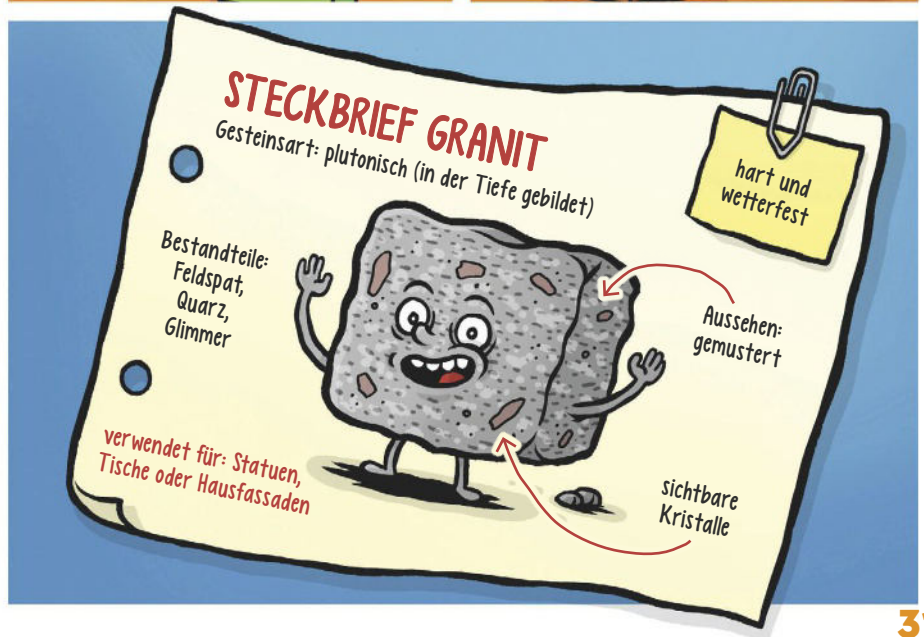 STECKBRIEF GRANIT
Gesteinsart: plutonisch (in der Tiefe gebildet)
hart und
wetterfest
Bestandteile:
Feldspat,
Quarz,
Glimmer
Aussehen:
gemustert
verwendet für: Statuen,
Tische oder Hausfassaden
sichtbare
Kristalle